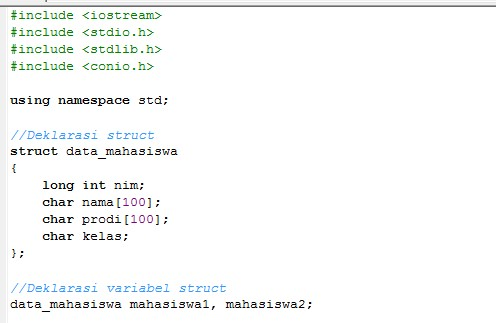 #include <iostream>
#include <stdio.h>
#include <stdlib.h>
#include <conio.h>
using namespace std;
//Deklarasi struct
struct data_mahasiswa
{
long int nim;
char nama[100];
char prodi[100];
char kelas;
};
//Deklarasi variabel struct
data_mahasiswa mahasiswa1, mahasiswa2;